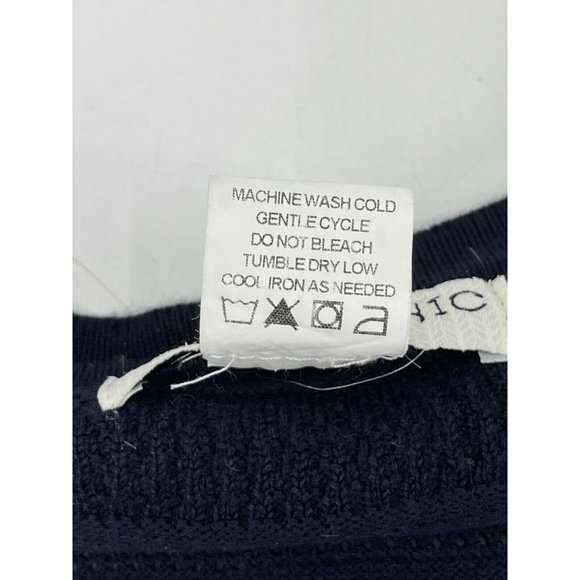 MACHINE WASH COLD
GENTLE CYCLE
DO NOT BLEACH
TUMBLE DRY LOW
COOL IRON AS NEEDED